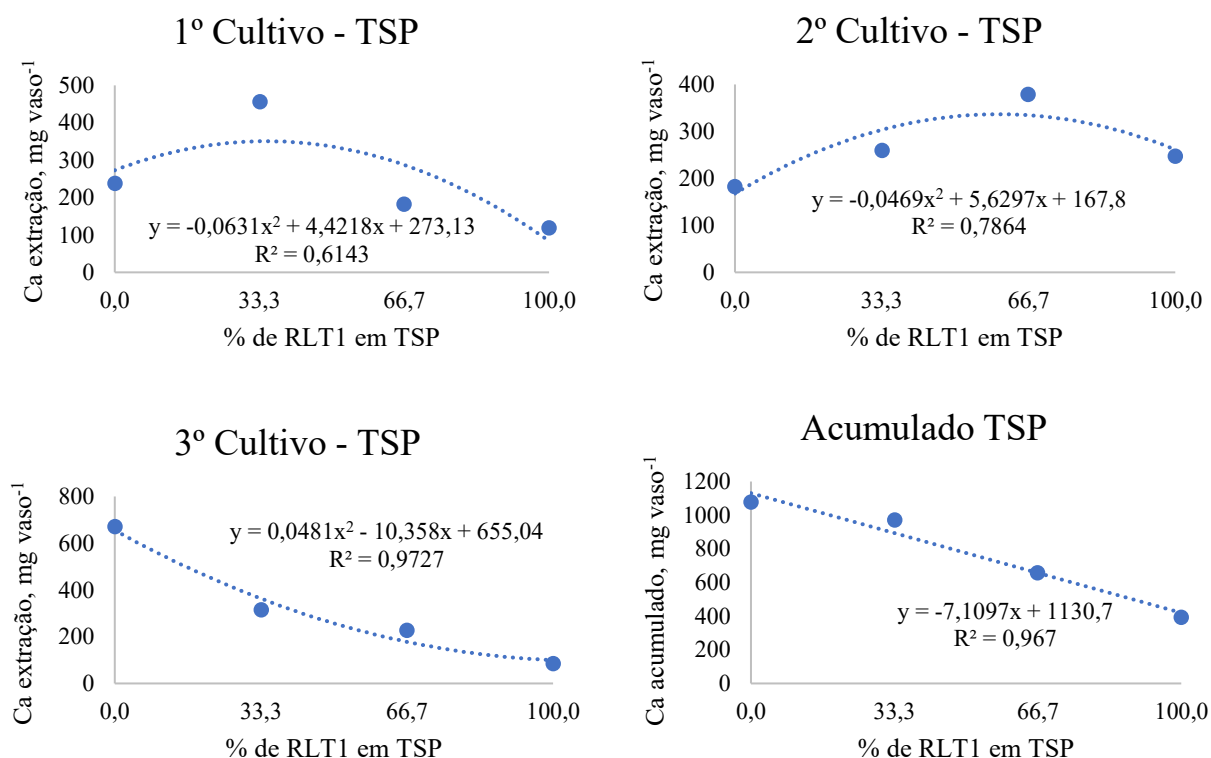 1º Cultivo - TSP
Ca extração, mg vaso⁻¹
500
400
300
200
100
0
y = -0,0631x² + 4,4218x + 273,13
R² = 0,6143
0,0 33,3 66,7 100,0
% de RLT1 em TSP
2º Cultivo - TSP
Ca extração, mg vaso⁻¹
400
300
200
100
0
y = -0,0469x² + 5,6297x + 167,8
R² = 0,7864
0,0 33,3 66,7 100,0
% de RLT1 em TSP
3º Cultivo - TSP
Ca extração, mg vaso⁻¹
800
600
400
200
0
y = 0,0481x² - 10,358x + 655,04
R² = 0,9727
0,0 33,3 66,7 100,0
% de RLT1 em TSP
Acumulado TSP
Ca acumulado, mg vaso⁻¹
1200
1000
800
600
400
200
0
y = -7,1097x + 1130,7
R² = 0,967
0,0 33,3 66,7 100,0
% de RLT1 em TSP